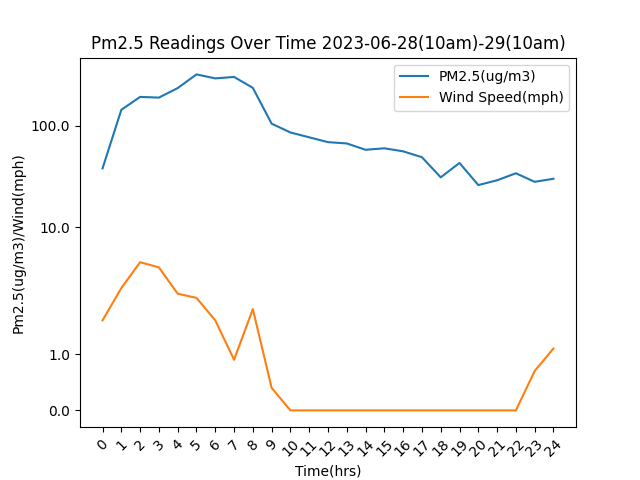 Pm2.5 Readings Over Time 2023-06-28(10am)-29(10am)
PM2.5(ug/m3)
Wind Speed(mph)
Pm2.5(ug/m3)/Wind(mph)
100.0
10.0
1.0
0.0
0 1 2 3 4 5 6 7 8 9 10 11 12 13 14 15 16 17 18 19 20 21 22 23 24
Time(hrs)